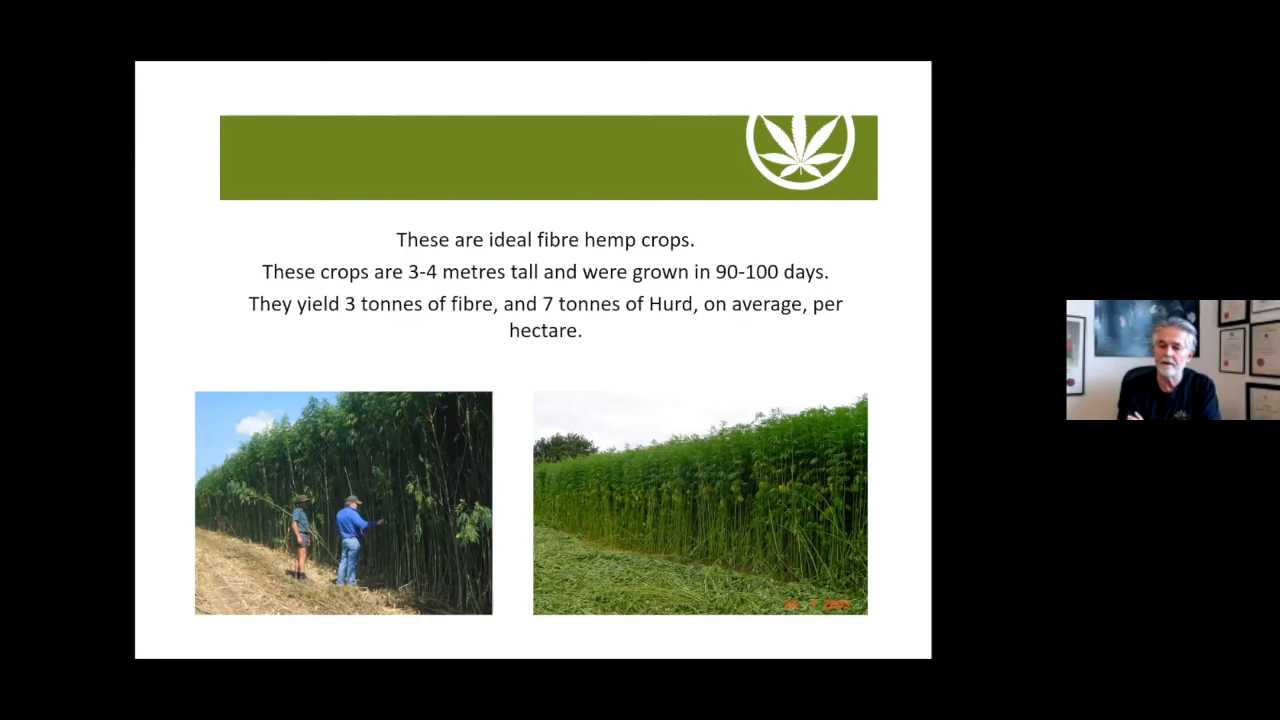 These are ideal fibre hemp crops.
These crops are 3-4 metres tall and were grown in 90-100 days.
They yield 3 tonnes of fibre, and 7 tonnes of Hurd, on average, per
hectare.